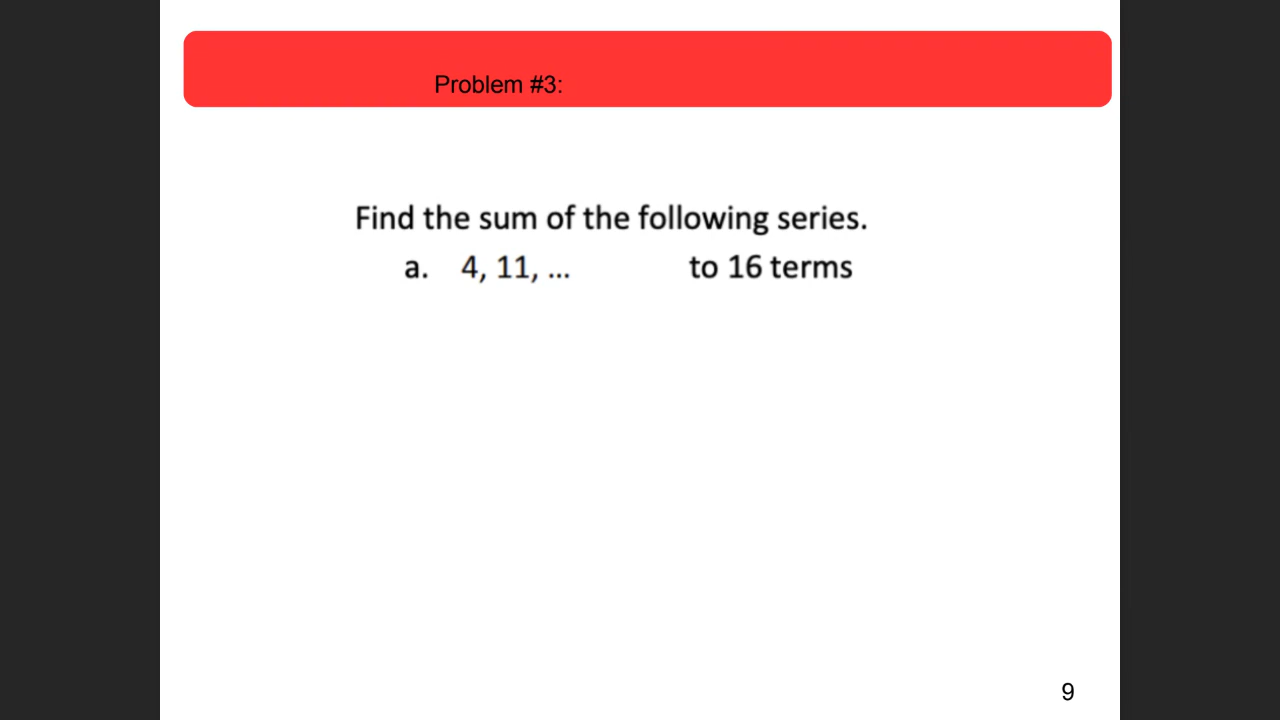 Problem #3:
Find the sum of the following series.
a. 4, 11, ... to 16 terms
9